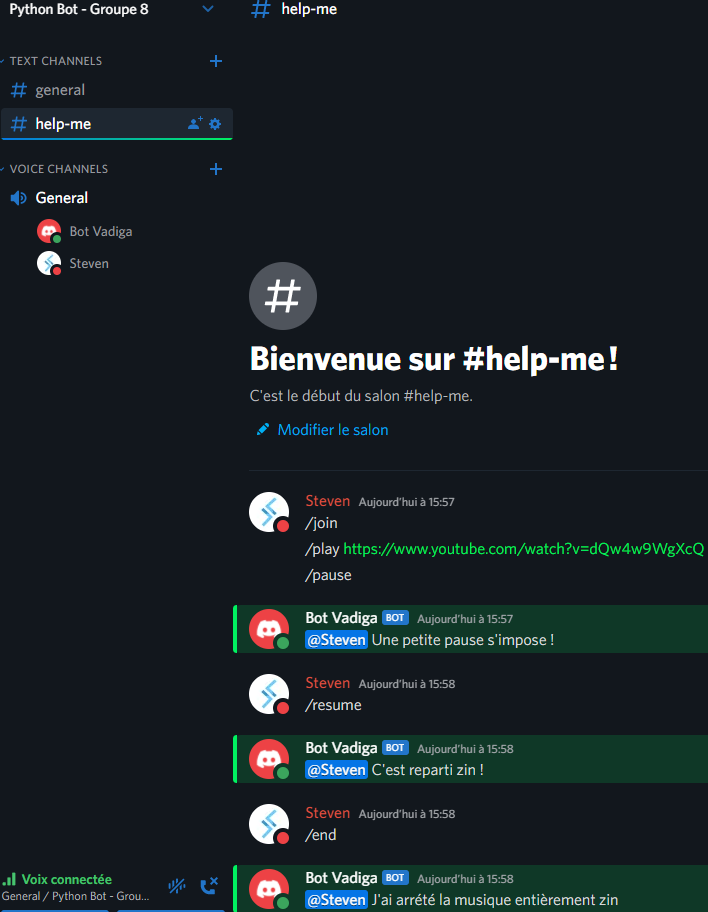 Python Bot - Groupe 8
TEXT CHANNELS
general
help-me
VOICE CHANNELS
General
Bot Vadiga
Steven
Voix connectée
General / Python Bot - Grou...
help-me
Bienvenue sur #help-me !
C'est le début du salon #help-me.
Modifier le salon
Steven Aujourd'hui à 15:57
/join
/play https://www.youtube.com/watch?v=dQw4w9WgXcQ
/pause
Bot Vadiga BOT Aujourd'hui à 15:57
@Steven Une petite pause s'impose !
Steven Aujourd'hui à 15:58
/resume
Bot Vadiga BOT Aujourd'hui à 15:58
@Steven C'est reparti zin !
Steven Aujourd'hui à 15:58
/end
Bot Vadiga BOT Aujourd'hui à 15:58
@Steven J'ai arrété la musique entièrement zin